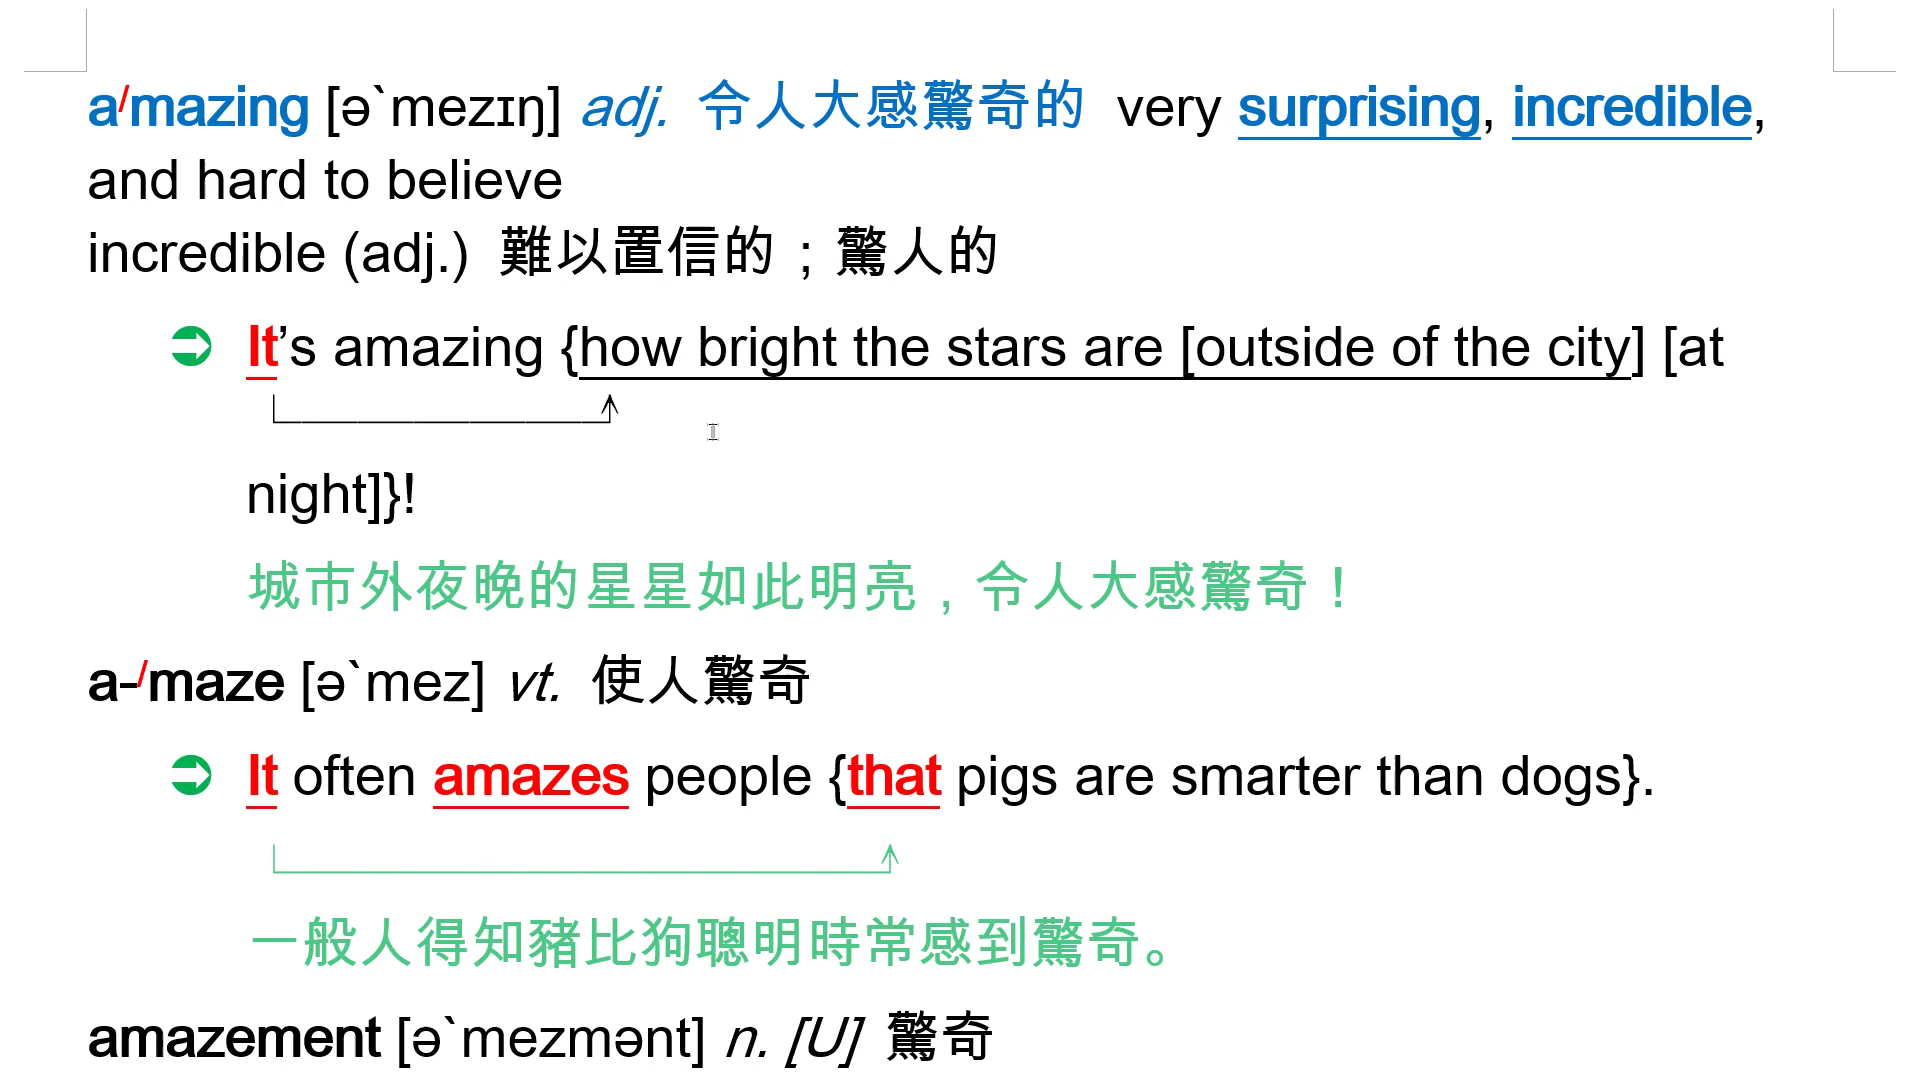 a/mazing [ə`mezɪŋ] adj. 令人大感驚奇的 very surprising, incredible,
and hard to believe
incredible (adj.) 難以置信的；驚人的
➲ It’s amazing {how bright the stars are [outside of the city] [at
night]}!
城市外夜晚的星星如此明亮，令人大感驚奇！
a-/maze [ə`mez] vt. 使人驚奇
➲ It often amazes people {that pigs are smarter than dogs}.
一般人得知豬比狗聰明時常感到驚奇。
amazement [ə`mezmənt] n. [U] 驚奇